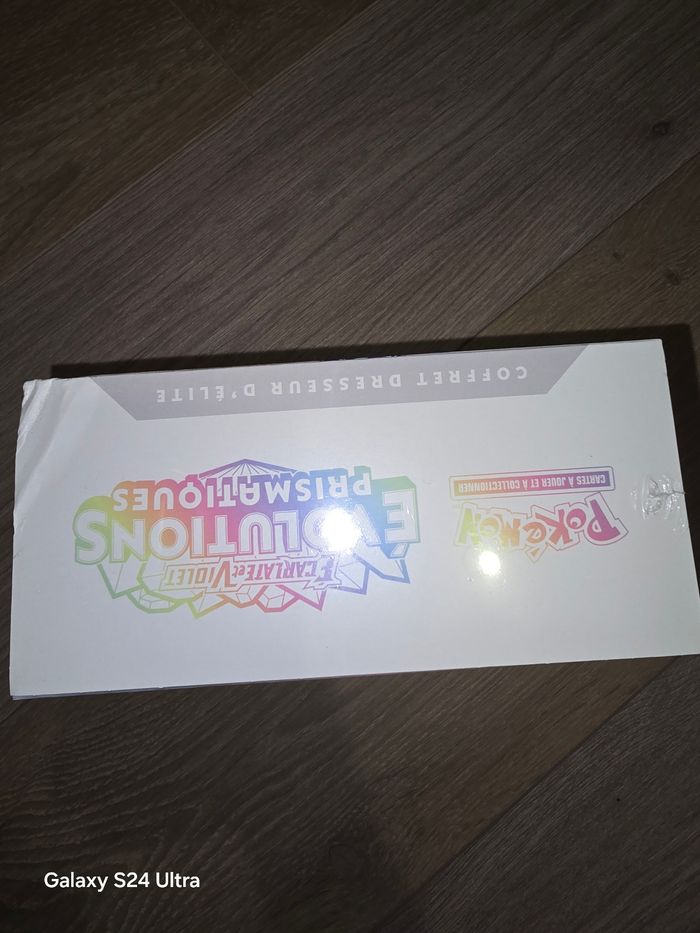 Pokémon
CARTES À JOUER ET À COLLECTIONNER
ÉCARLATE et VIOLET
ÉVOLUTIONS
PRISMATIQUES
COFFRET DRESSEUR D'ÉLITE
Galaxy S24 Ultra